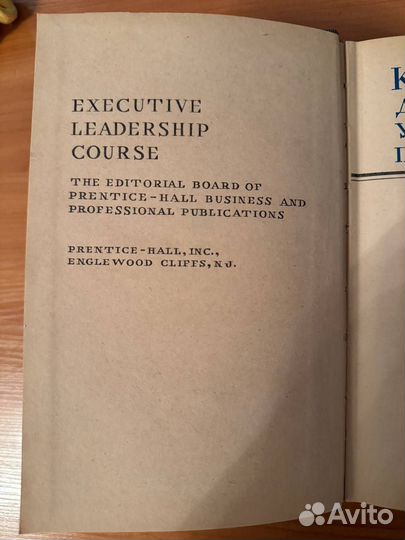 EXECUTIVE
LEADERSHIP
COURSE
THE EDITORIAL BOARD OF
PRENTICE-HALL BUSINESS AND
PROFESSIONAL PUBLICATIONS
PRENTICE-HALL, INC.,
ENGLEWOOD CLIFFS, N.J.
Avito